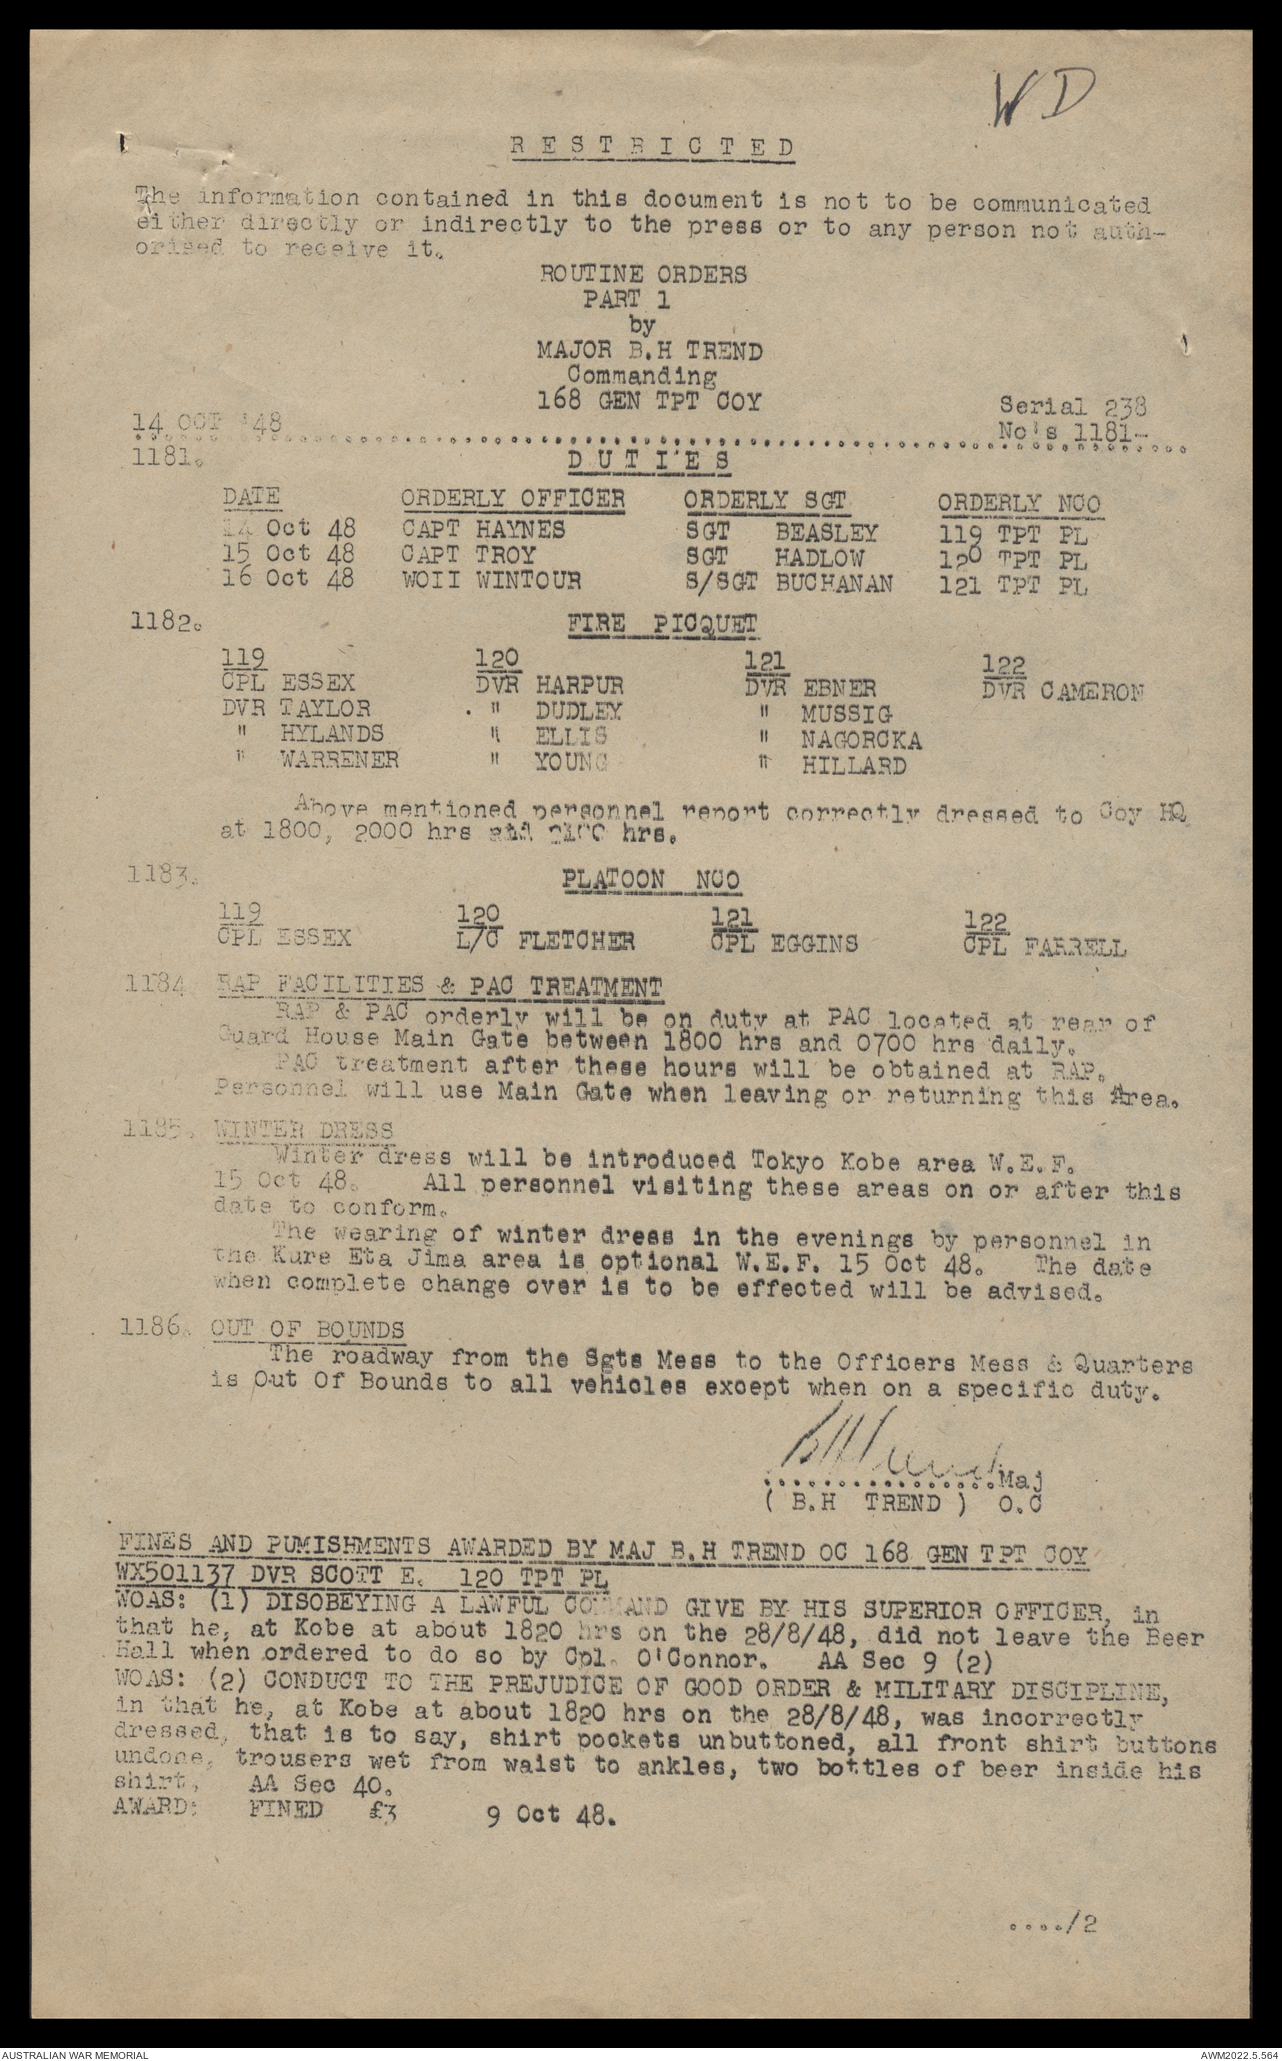 WD
RESTRICTED
The information contained in this document is not to be communicated
either directly or indirectly to the press or to any person not auth-
orised to receive it.
ROUTINE ORDERS
PART 1
by
MAJOR B.H TREND
Commanding
168 GEN TPT COY
14 OCT '48 Serial 238
No's 1181-
1181. DUTIES
DATE ORDERLY OFFICER ORDERLY SGT ORDERLY NCO
14 Oct 48 CAPT HAYNES SGT BEASLEY 119 TPT PL
15 Oct 48 CAPT TROY SGT HADLOW 120 TPT PL
16 Oct 48 WOII WINTOUR S/SGT BUCHANAN 121 TPT PL
1182. FIRE PICQUET
119 120 121 122
CPL ESSEX DVR HARPUR DVR EBNER DVR CAMERON
DVR TAYLOR " DUDLEY " MUSSIG
" HYLANDS " ELLIS " NAGORCKA
" WARRENER " YOUNG " HILLARD
Above mentioned personnel report correctly dressed to Coy HQ
at 1800, 2000 hrs and hrs.
1183. PLATOON NCO
119 120 121 122
CPL ESSEX L/C FLETCHER CPL EGGINS CPL FARRELL
1184 RAP FACILITIES & PAC TREATMENT
RAP & PAC orderly will be on duty at PAC located at rear of
Guard House Main Gate between 1800 hrs and 0700 hrs daily.
PAC treatment after these hours will be obtained at RAP.
Personnel will use Main Gate when leaving or returning this Area.
1185. WINTER DRESS
Winter dress will be introduced Tokyo Kobe area W.E.F.
15 Oct 48. All personnel visiting these areas on or after this
date to conform.
The wearing of winter dress in the evenings by personnel in
the Kure Eta Jima area is optional W.E.F. 15 Oct 48. The date
when complete change over is to be effected will be advised.
1186. OUT OF BOUNDS
The roadway from the Sgts Mess to the Officers Mess & Quarters
is Out Of Bounds to all vehicles except when on a specific duty.
BH Trend
................Maj
( B.H TREND ) O.C
FINES AND PUMISHMENTS AWARDED BY MAJ B.H TREND OC 168 GEN TPT COY
WX501137 DVR SCOTT E. 120 TPT PL
WOAS: (1) DISOBEYING A LAWFUL COMMAND GIVE BY HIS SUPERIOR OFFICER, in
that he, at Kobe at about 1820 hrs on the 28/8/48, did not leave the Beer
Hall when ordered to do so by Cpl. O'Connor. AA Sec 9 (2)
WOAS: (2) CONDUCT TO THE PREJUDICE OF GOOD ORDER & MILITARY DISCIPLINE,
in that he, at Kobe at about 1820 hrs on the 28/8/48, was incorrectly
dressed, that is to say, shirt pockets unbuttoned, all front shirt buttons
undone, trousers wet from waist to ankles, two bottles of beer inside his
shirt, AA Sec 40.
AWARD: FINED £3 9 Oct 48.
..../2
AUSTRALIAN WAR MEMORIAL AWM2022.5.564